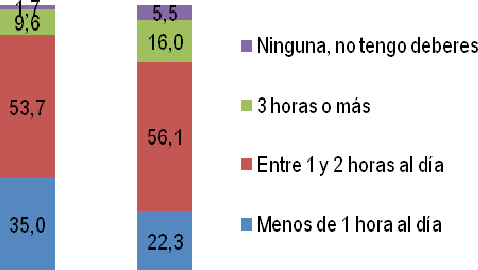 1,7
5,5
9,6
16,0
53,7
56,1
35,0
22,3
Ninguna, no tengo deberes
3 horas o más
Entre 1 y 2 horas al día
Menos de 1 hora al día